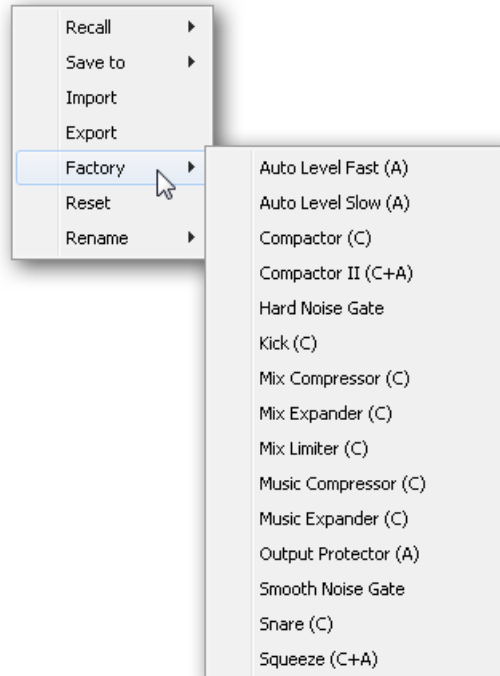 Recall
Save to
Import
Export
Factory
Reset
Rename
Auto Level Fast (A)
Auto Level Slow (A)
Compactor (C)
Compactor II (C+A)
Hard Noise Gate
Kick (C)
Mix Compressor (C)
Mix Expander (C)
Mix Limiter (C)
Music Compressor (C)
Music Expander (C)
Output Protector (A)
Smooth Noise Gate
Snare (C)
Squeeze (C+A)